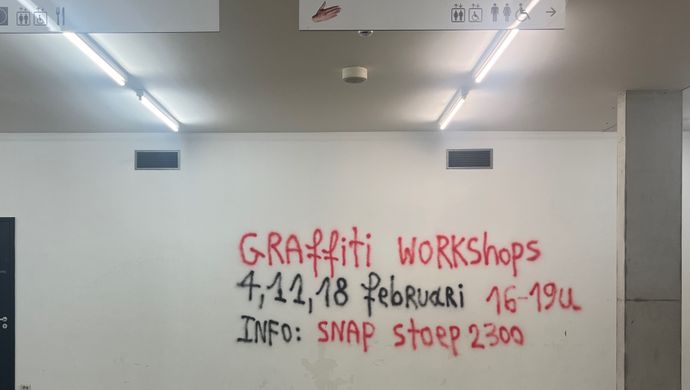 GRAffiti WORKShops
4,11,18 febRuARi 16-19u
INFO: SNAP Stoep 2300